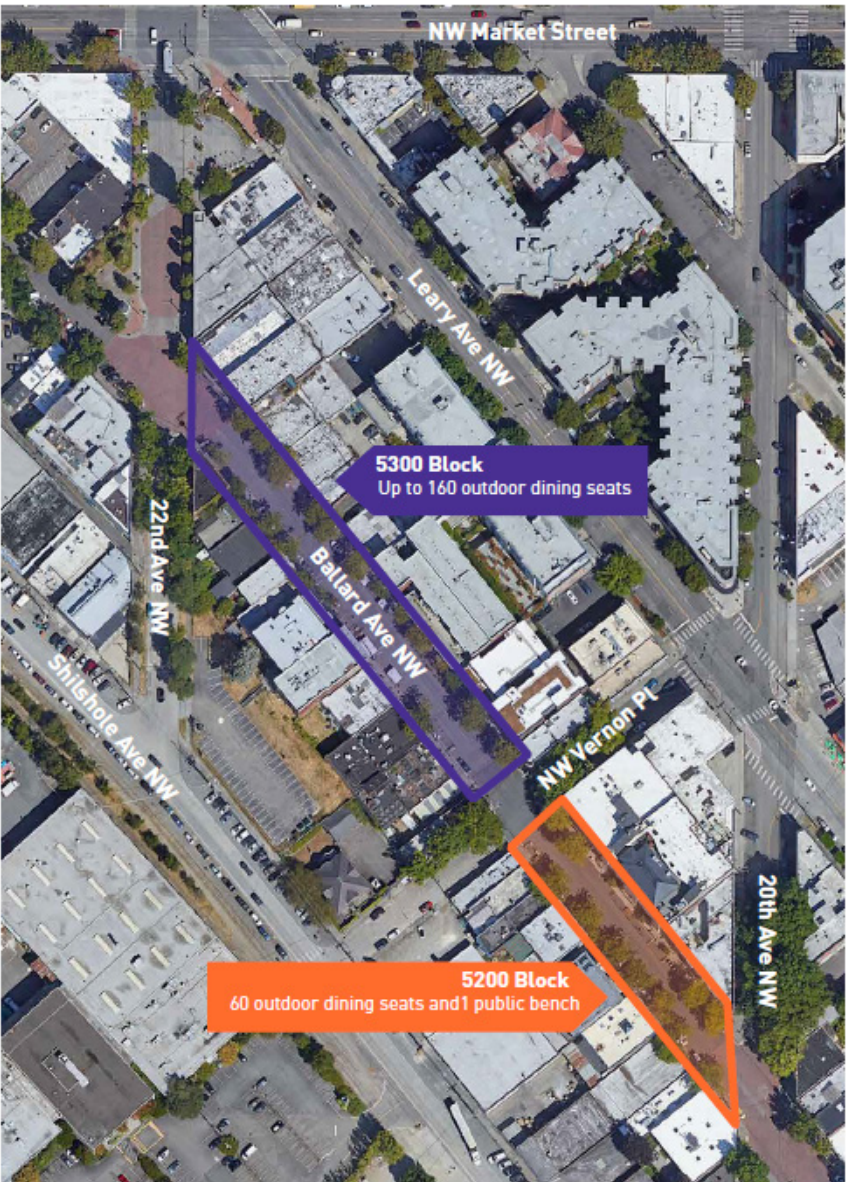 NW Market Street
Leary Ave NW
5300 Block
Up to 160 outdoor dining seats
22nd Ave NW
Ballard Ave NW
Shilshole Ave NW
NW Vernon Pl
20th Ave NW
5200 Block
60 outdoor dining seats and1 public bench